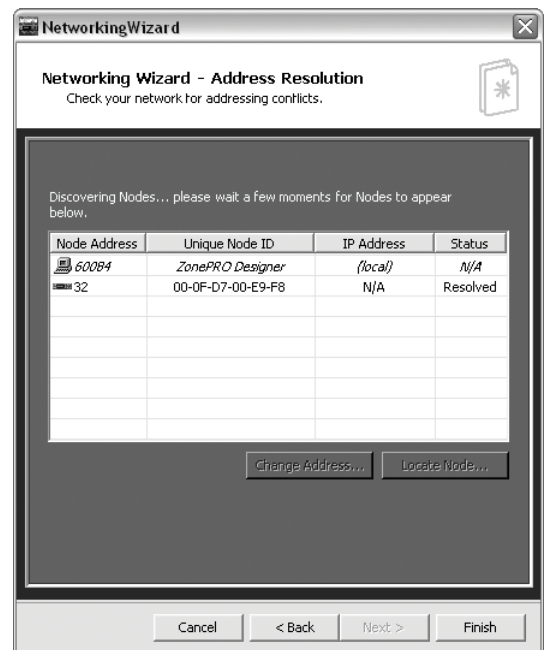 NetworkingWizard
Networking Wizard - Address Resolution
Check your network for addressing conflicts.
Discovering Nodes... please wait a few moments for Nodes to appear
below.
Node Address Unique Node ID IP Address Status
60084 ZonePRO Designer (local) N/A
32 00-0F-D7-00-E9-F8 N/A Resolved
Change Address... Locate Node...
Cancel < Back Next > Finish